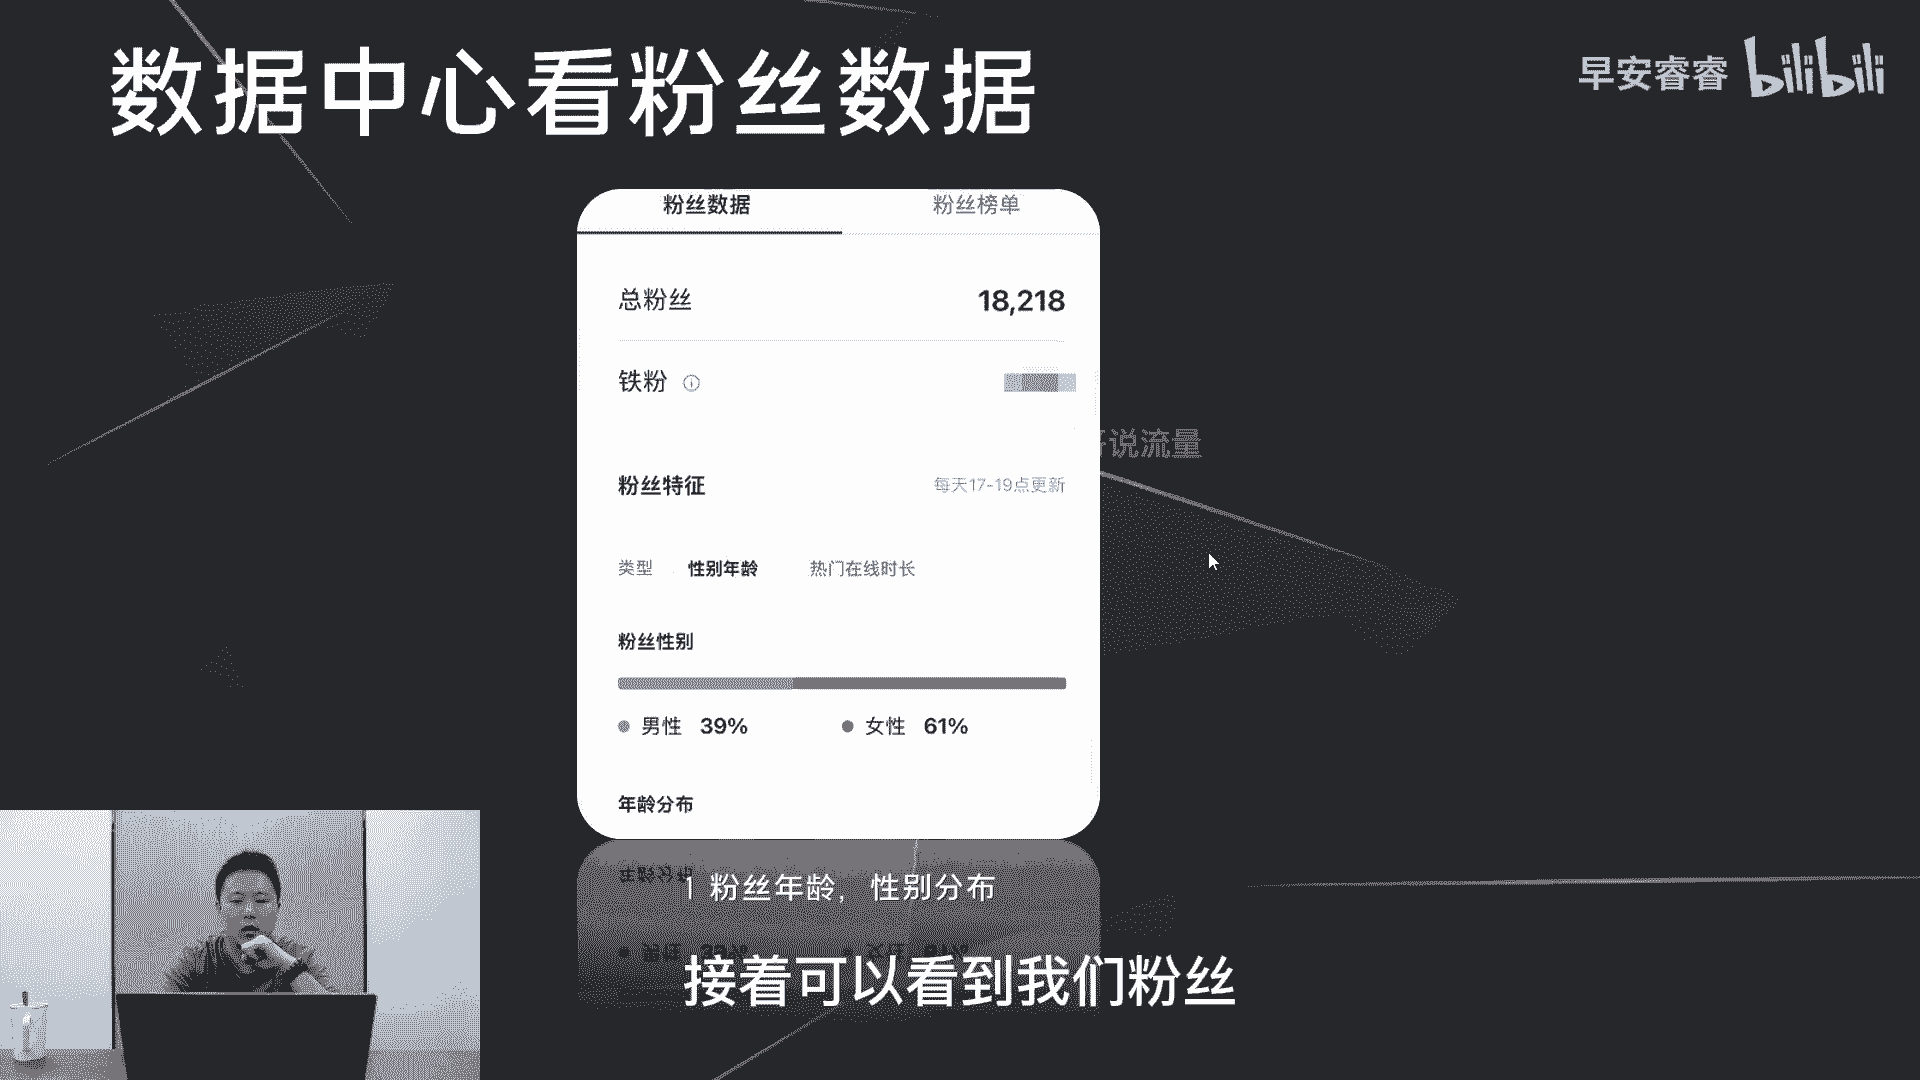 数据中心看粉丝数据
早安睿睿 bilibili
粉丝数据 粉丝榜单
总粉丝 18,218
铁粉
说流量
粉丝特征 每天17-19点更新
类型 性别年龄 热门在线时长
粉丝性别
男性 39% 女性 61%
年龄分布
1 粉丝年龄，性别分布
接着可以看到我们粉丝